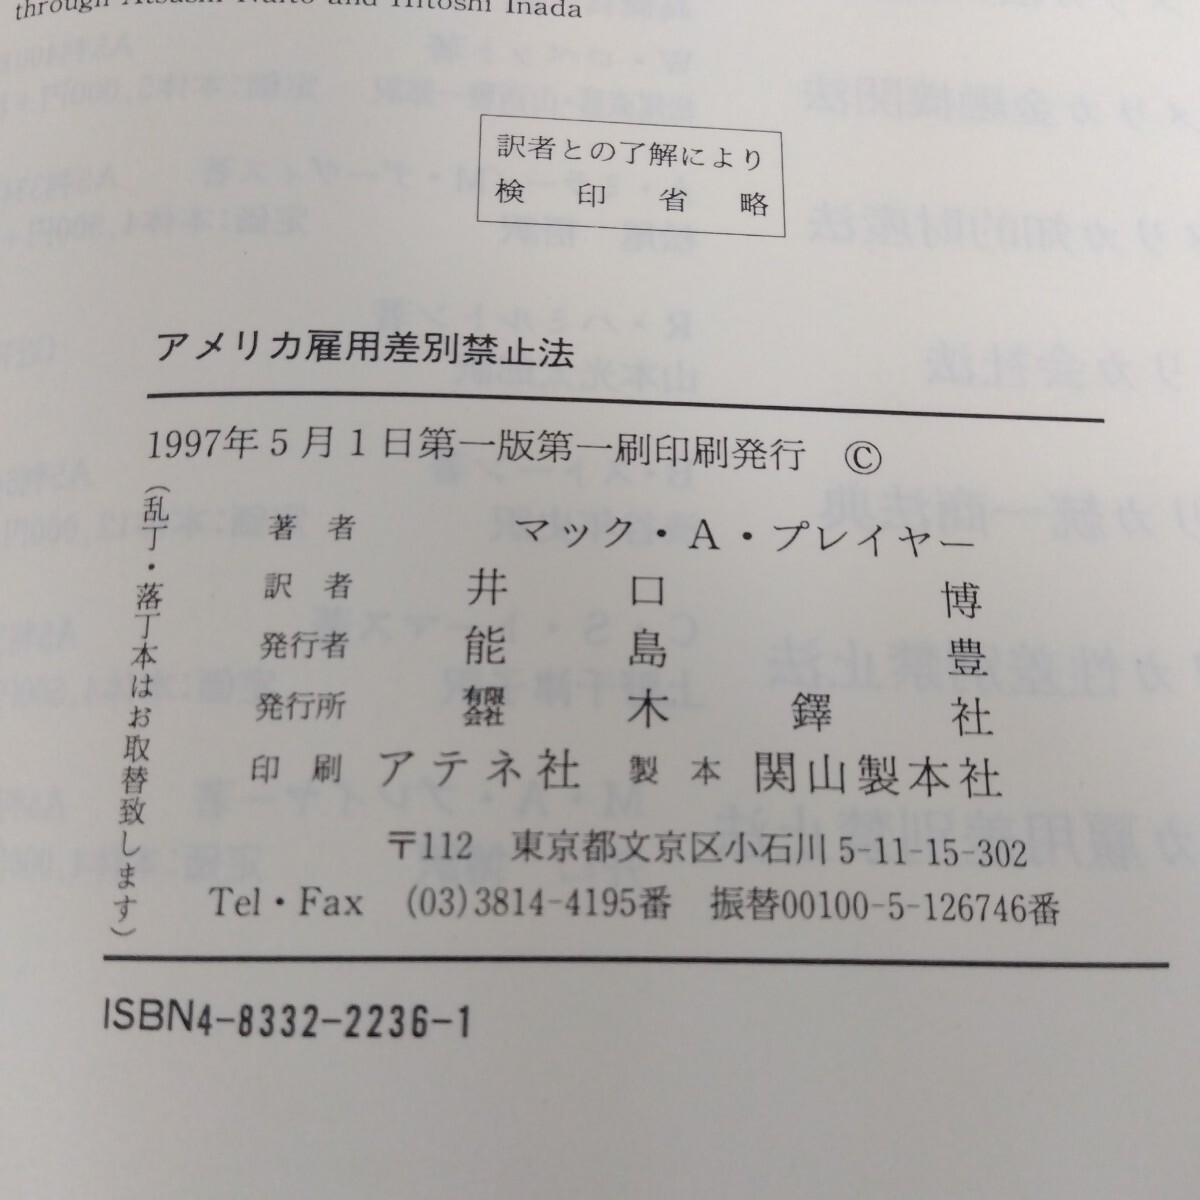 through Atsushi Naito and Hitoshi Inada
訳者との了解により
検印省略
アメリカ雇用差別禁止法
1997年5月1日第一版第一刷印刷発行 ©
著者 マック・A・プレイヤー
訳者 井口博
発行者 能島豊
発行所 有限会社 木鐸社
印刷 アテネ社 製本 関山製本社
〒112 東京都文京区小石川5-11-15-302
Tel・Fax (03)3814-4195番 振替00100-5-126746番
(乱丁・落丁本はお取替致します)
ISBN4-8332-2236-1